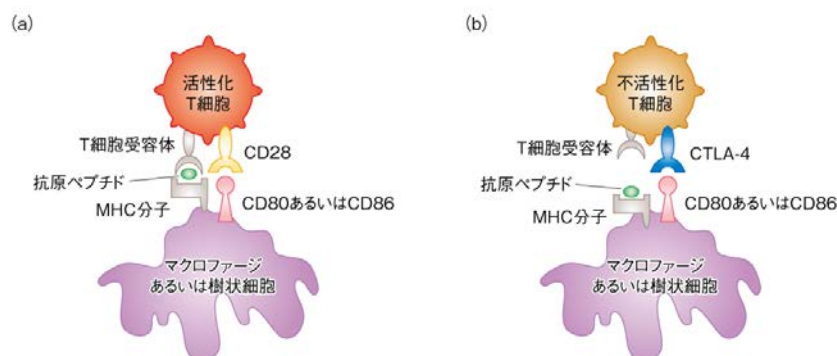 (a)
活性化
T細胞
T細胞受容体
CD28
抗原ペプチド
MHC分子
CD80あるいはCD86
マクロファージ
あるいは樹状細胞
(b)
不活性化
T細胞
T細胞受容体
CTLA-4
抗原ペプチド
MHC分子
CD80あるいはCD86
マクロファージ
あるいは樹状細胞